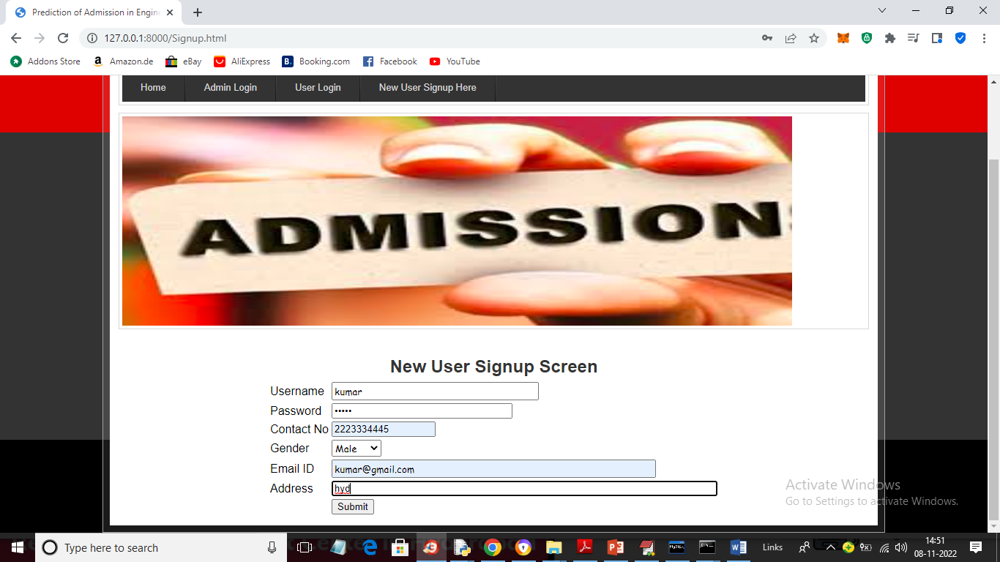 Prediction of Admission in Engine
127.0.0.1:8000/Signup.html
Addons Store Amazon.de eBay AliExpress Booking.com Facebook YouTube
Home Admin Login User Login New User Signup Here
ADMISSION
New User Signup Screen
Username kumar
Password •••••
Contact No 2223334445
Gender Male
Email ID kumar@gmail.com
Address hyd
Submit
Activate Windows
Go to Settings to activate Windows.
Type here to search
Links
14:51
08-11-2022